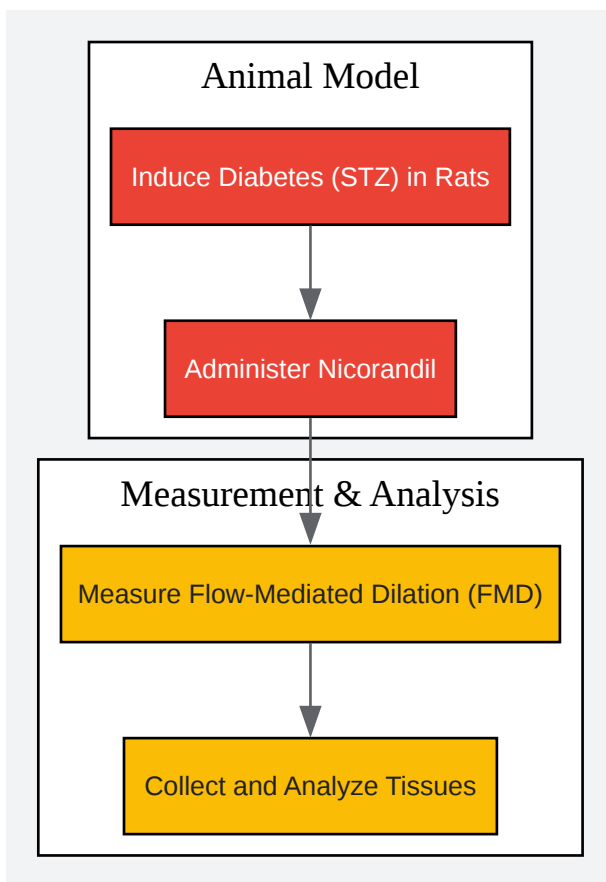 Animal Model
Induce Diabetes (STZ) in Rats
Administer Nicorandil
Measurement & Analysis
Measure Flow-Mediated Dilation (FMD)
Collect and Analyze Tissues